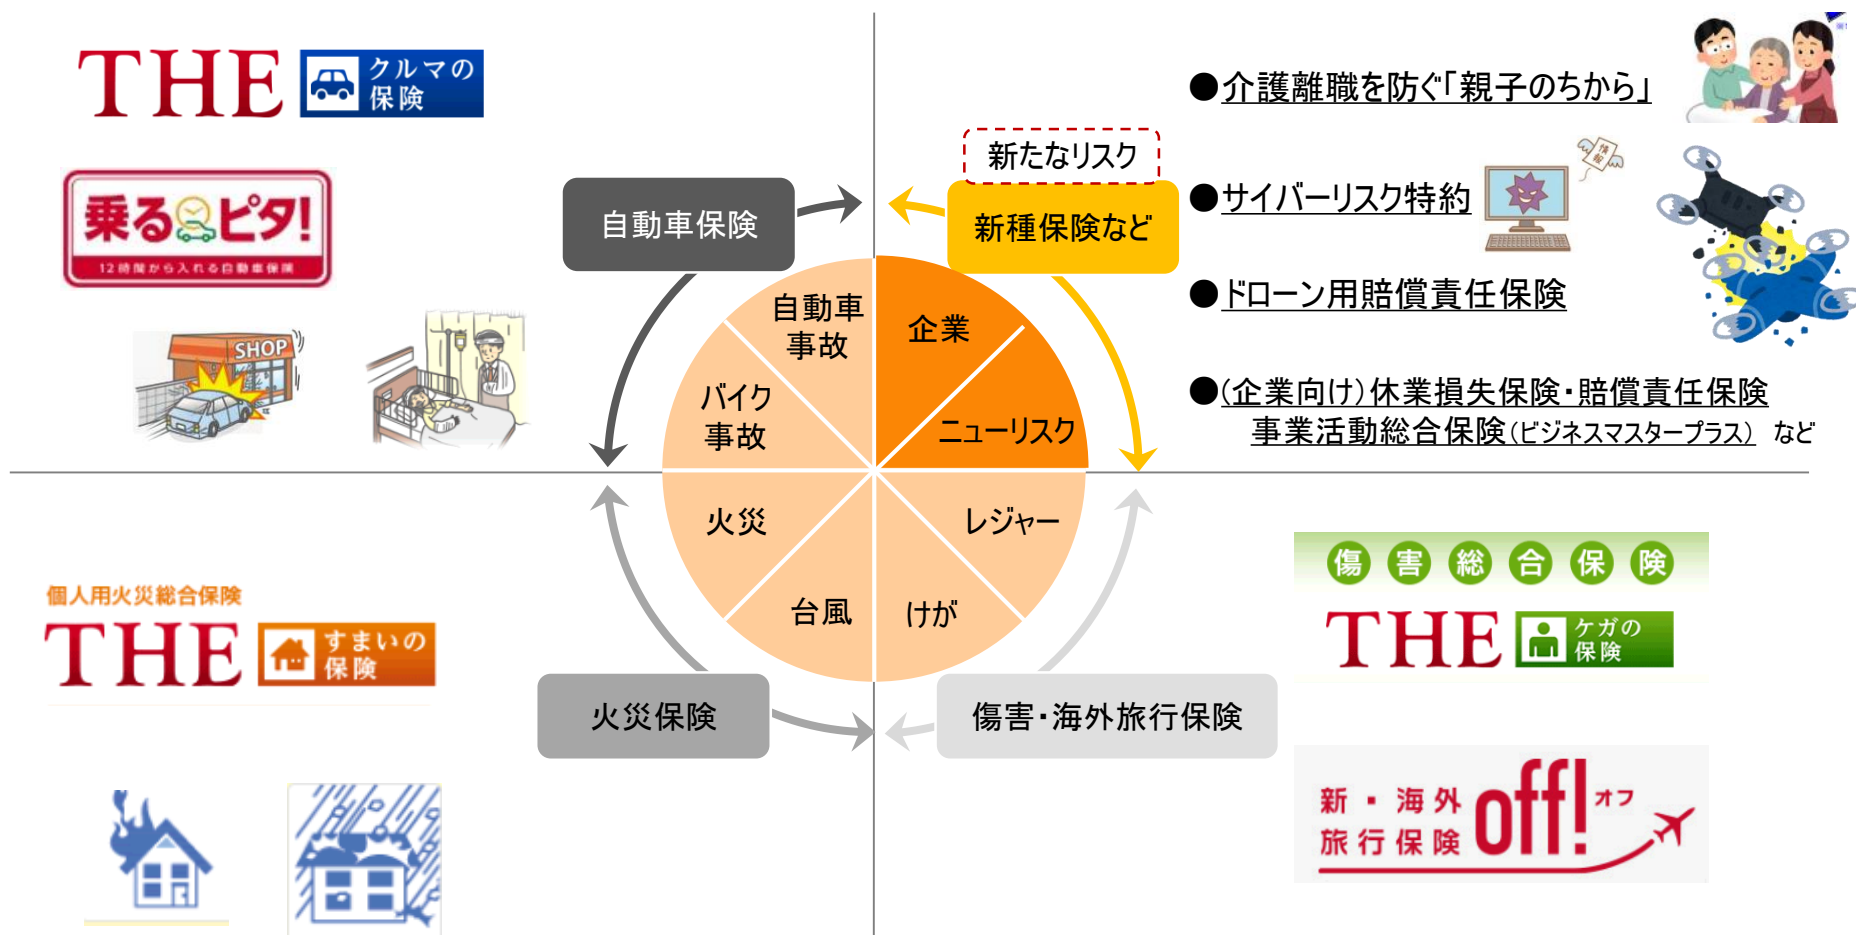 THE クルマの
保険
乗るピタ!
12時間から入れる自動車保険
SHOP
自動車保険
新たなリスク
新種保険など
●介護離職を防ぐ「親子のちから」
●サイバーリスク特約
情報
●ドローン用賠償責任保険
●(企業向け)休業損失保険・賠償責任保険
事業活動総合保険(ビジネスマスタープラス) など
自動車
事故
企業
バイク
事故
ニューリスク
火災
レジャー
台風
けが
個人用火災総合保険
THE すまいの
保険
火災保険
傷害・海外旅行保険
傷害総合保険
THE ケガの
保険
新・海外
旅行保険
off! オフ